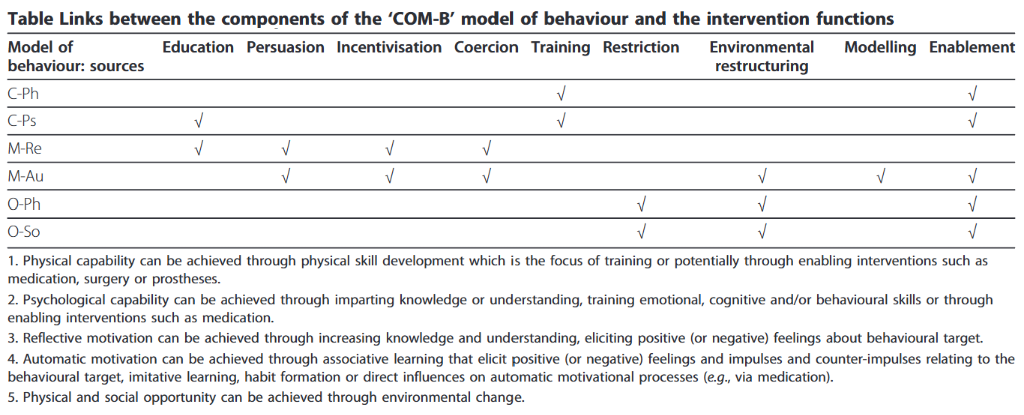 Table Links between the components of the ‘COM-B’ model of behaviour and the intervention functions
Model of behaviour: sources Education Persuasion Incentivisation Coercion Training Restriction Environmental restructuring Modelling Enablement
C-Ph √ √
C-Ps √ √ √
M-Re √ √ √ √
M-Au √ √ √ √ √ √
O-Ph √ √ √
O-So √ √ √
1. Physical capability can be achieved through physical skill development which is the focus of training or potentially through enabling interventions such as
medication, surgery or prostheses.
2. Psychological capability can be achieved through imparting knowledge or understanding, training emotional, cognitive and/or behavioural skills or through
enabling interventions such as medication.
3. Reflective motivation can be achieved through increasing knowledge and understanding, eliciting positive (or negative) feelings about behavioural target.
4. Automatic motivation can be achieved through associative learning that elicit positive (or negative) feelings and impulses and counter-impulses relating to the
behavioural target, imitative learning, habit formation or direct influences on automatic motivational processes (e.g., via medication).
5. Physical and social opportunity can be achieved through environmental change.